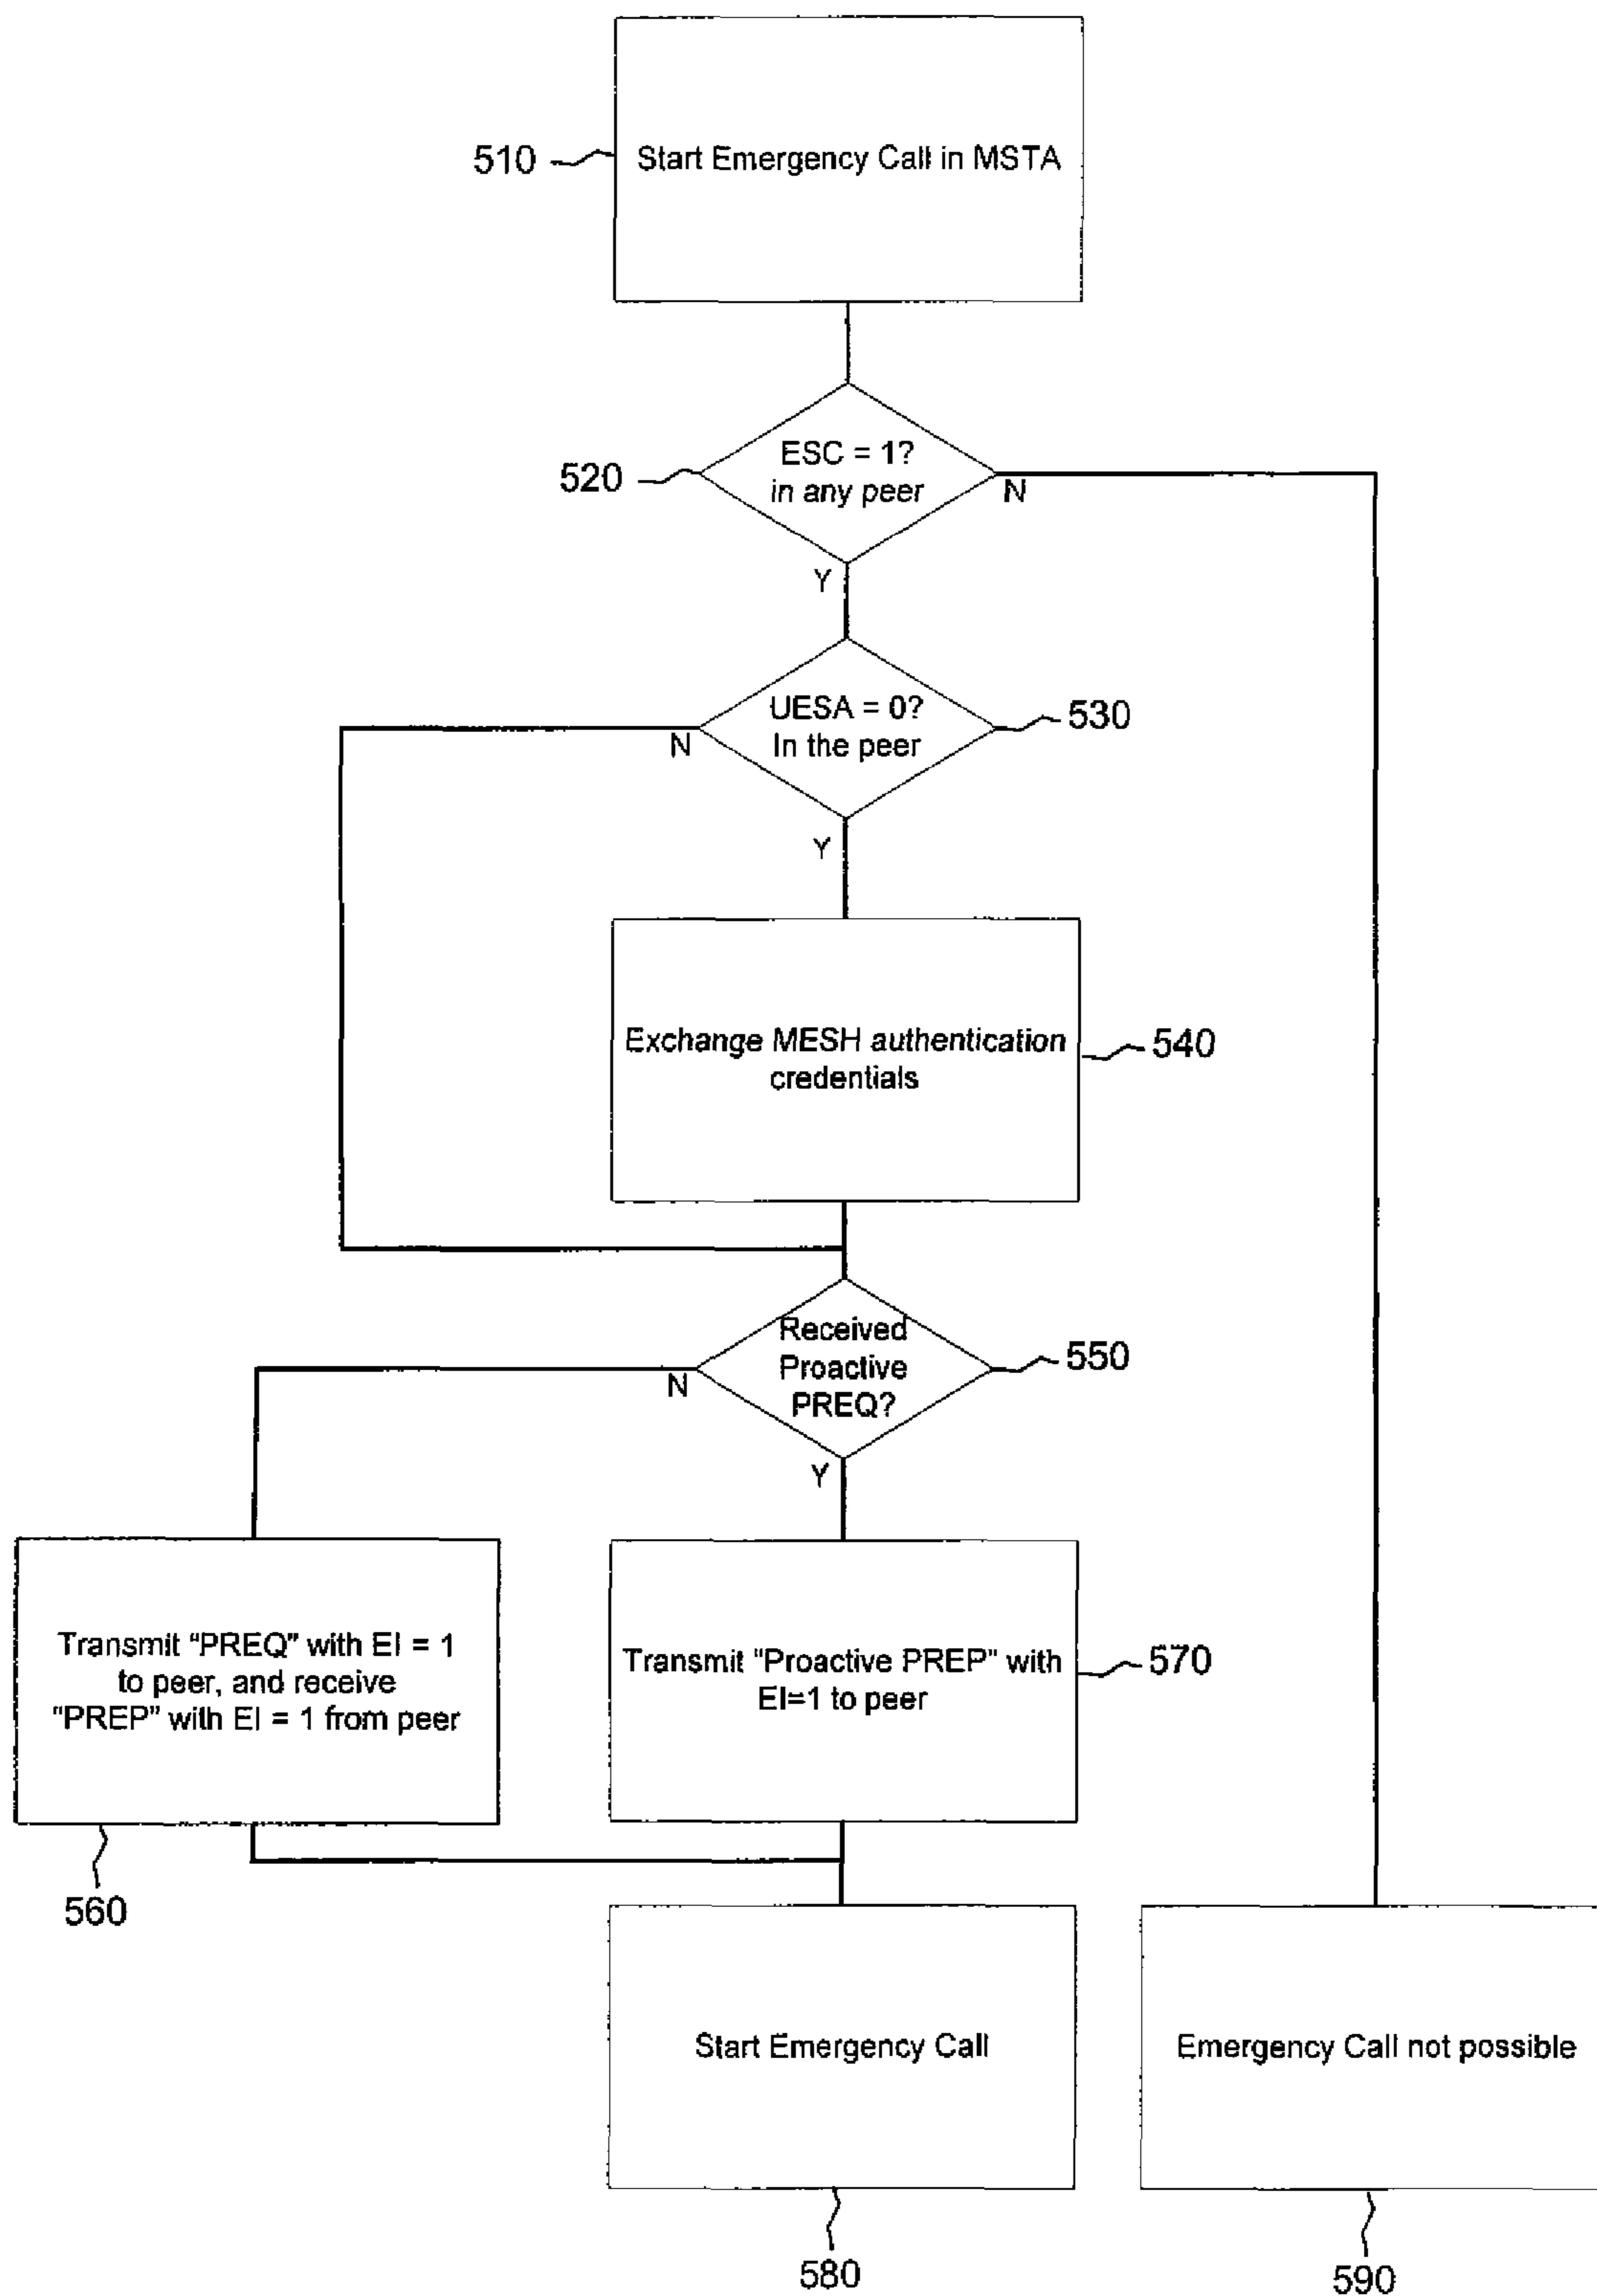 510
Start Emergency Call in MSTA
520
ESC = 1?
in any peer
N
Y
UESA = 0?
In the peer
530
N
Y
Exchange MESH authentication
credentials
540
Received
Proactive
PREQ?
550
N
Y
Transmit “PREQ” with EI = 1
to peer, and receive
“PREP” with EI = 1 from peer
560
Transmit “Proactive PREP” with
EI=1 to peer
570
Start Emergency Call
580
Emergency Call not possible
590